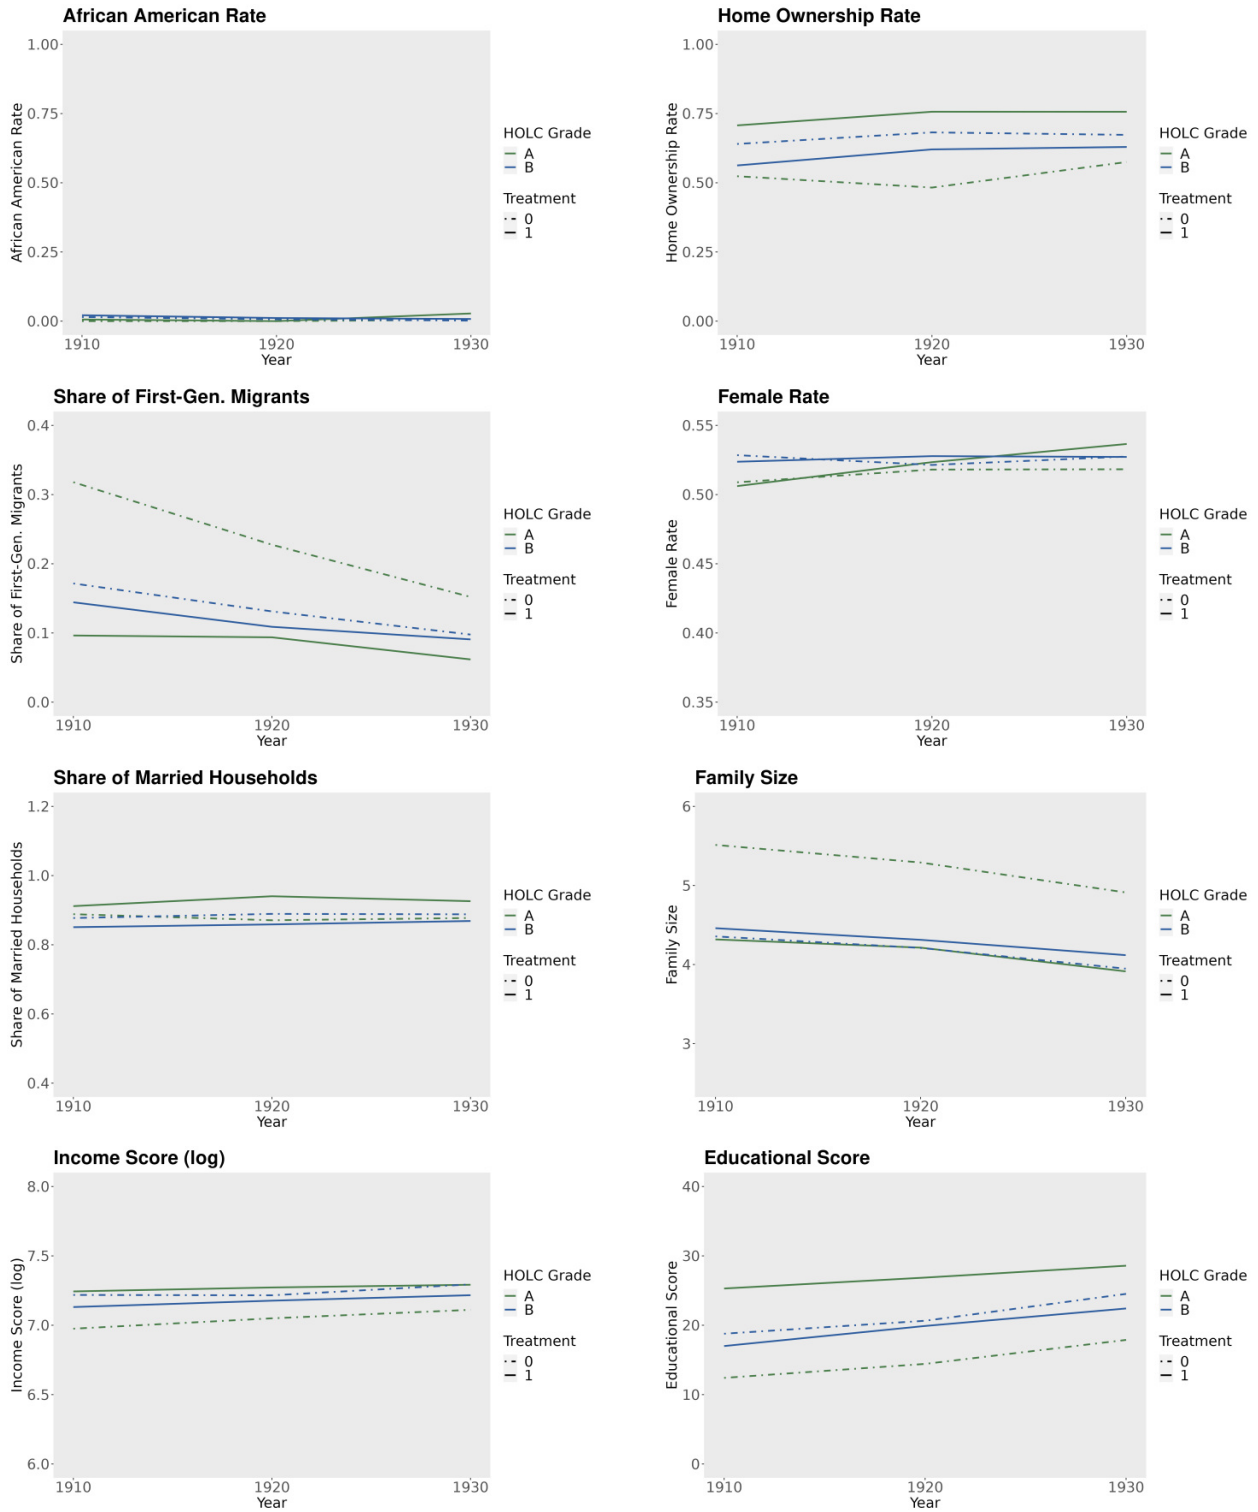 African American Rate
African American Rate
1.00
0.75
0.50
0.25
0.00
1910 1920 1930
Year
HOLC Grade
A
B
Treatment
0
1
Home Ownership Rate
Home Ownership Rate
1.00
0.75
0.50
0.25
0.00
1910 1920 1930
Year
HOLC Grade
A
B
Treatment
0
1
Share of First-Gen. Migrants
Share of First-Gen. Migrants
0.4
0.3
0.2
0.1
0.0
1910 1920 1930
Year
HOLC Grade
A
B
Treatment
0
1
Female Rate
Female Rate
0.55
0.50
0.45
0.40
0.35
1910 1920 1930
Year
HOLC Grade
A
B
Treatment
0
1
Share of Married Households
Share of Married Households
1.2
1.0
0.8
0.6
0.4
1910 1920 1930
Year
HOLC Grade
A
B
Treatment
0
1
Family Size
Family Size
6
5
4
3
1910 1920 1930
Year
HOLC Grade
A
B
Treatment
0
1
Income Score (log)
Income Score (log)
8.0
7.5
7.0
6.5
6.0
1910 1920 1930
Year
HOLC Grade
A
B
Treatment
0
1
Educational Score
Educational Score
40
30
20
10
0
1910 1920 1930
Year
HOLC Grade
A
B
Treatment
0
1